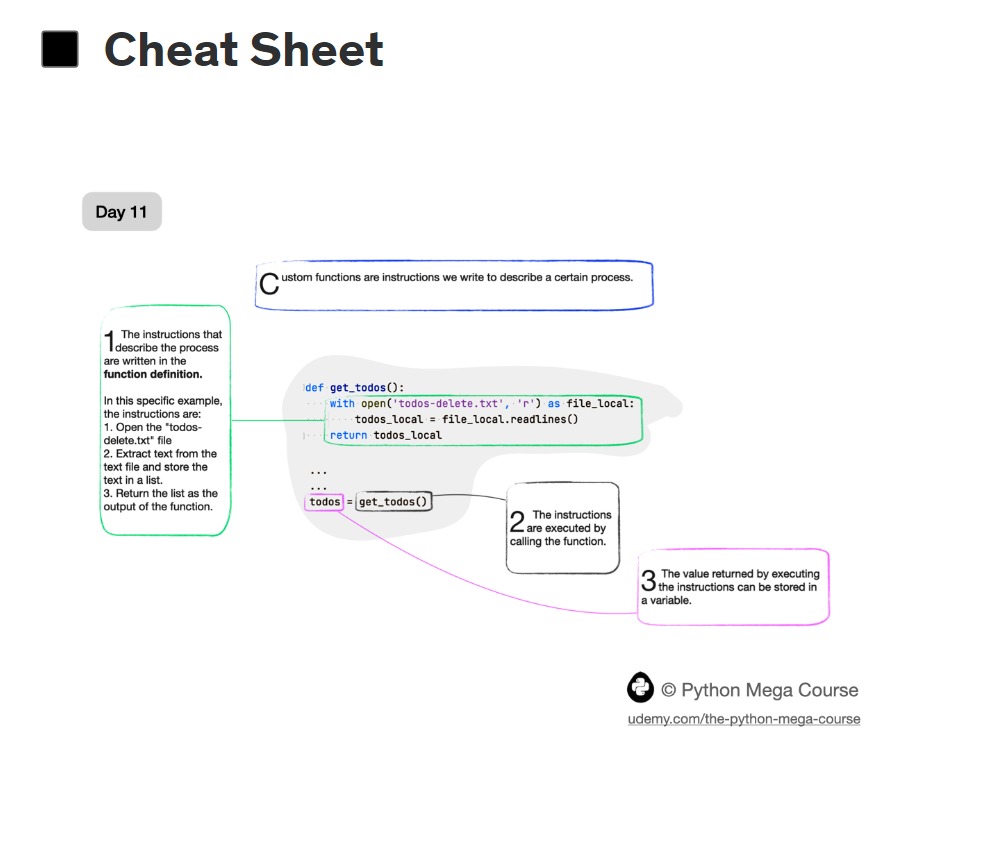 Cheat Sheet
Day 11
Custom functions are instructions we write to describe a certain process.
1 The instructions that
describe the process
are written in the
function definition.
In this specific example,
the instructions are:
1. Open the "todos-
delete.txt" file
2. Extract text from the
text file and store the
text in a list.
3. Return the list as the
output of the function.
def get_todos():
with open('todos-delete.txt', 'r') as file_local:
todos_local = file_local.readlines()
return todos_local
...
...
todos = get_todos()
2 The instructions
are executed by
calling the function.
3 The value returned by executing
the instructions can be stored in
a variable.
© Python Mega Course
udemy.com/the-python-mega-course